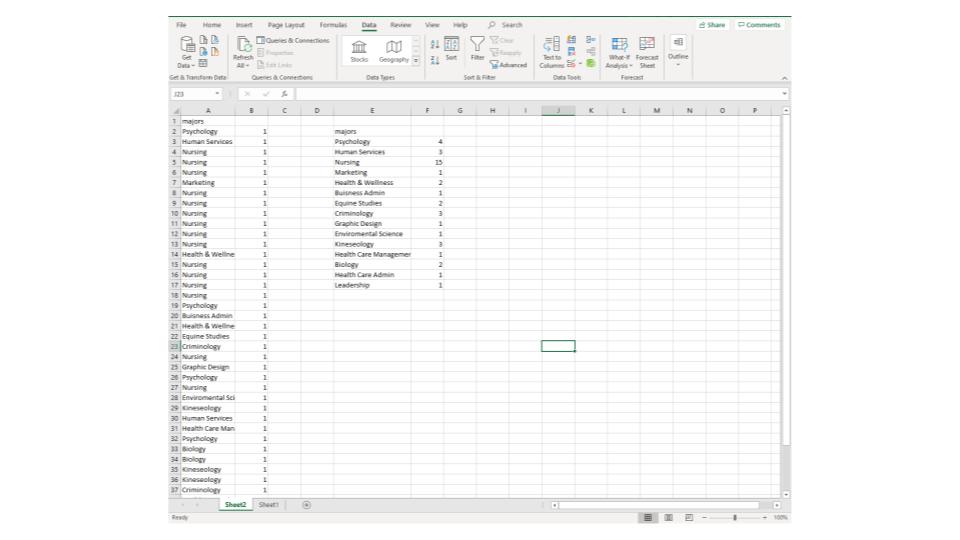 File Home Insert Page Layout Formulas Data Review View Help Search Share Comments
Queries & Connections Clear
Properties Reapply
Get Data Refresh All Edit Links Stocks Geography Sort Filter Advanced Text to Columns What-If Analysis Forecast Sheet Outline
Get & Transform Data Queries & Connections Data Types Sort & Filter Data Tools Forecast
J23 fx
A B C D E F G H I J K L M N O P
1 majors
2 Psychology 1 majors
3 Human Services 1 Psychology 4
4 Nursing 1 Human Services 3
5 Nursing 1 Nursing 15
6 Nursing 1 Marketing 1
7 Marketing 1 Health & Wellness 2
8 Nursing 1 Buisness Admin 1
9 Nursing 1 Equine Studies 2
10 Nursing 1 Criminology 3
11 Nursing 1 Graphic Design 1
12 Nursing 1 Enviromental Science 1
13 Nursing 1 Kineseology 3
14 Health & Wellne 1 Health Care Managemer 1
15 Nursing 1 Biology 2
16 Nursing 1 Health Care Admin 1
17 Nursing 1 Leadership 1
18 Nursing 1
19 Psychology 1
20 Buisness Admin 1
21 Health & Wellne 1
22 Equine Studies 1
23 Criminology 1
24 Nursing 1
25 Graphic Design 1
26 Psychology 1
27 Nursing 1
28 Enviromental Sci 1
29 Kineseology 1
30 Human Services 1
31 Health Care Man 1
32 Psychology 1
33 Biology 1
34 Biology 1
35 Kineseology 1
36 Kineseology 1
37 Criminology 1
Sheet2 Sheet1
Ready 100%